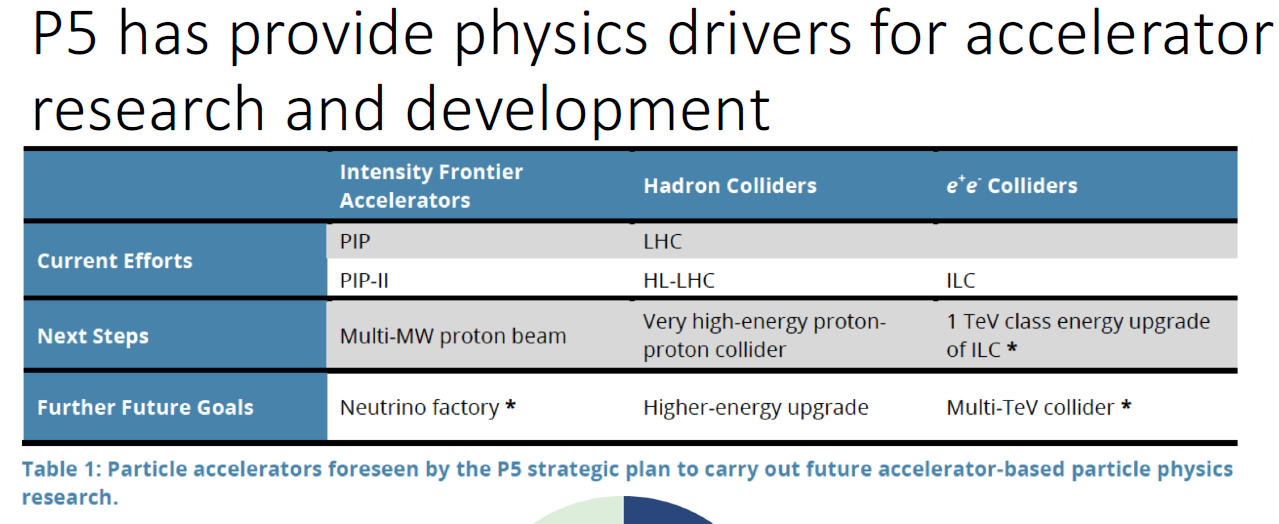 P5 has provide physics drivers for accelerator
research and development
Intensity Frontier
Accelerators
Hadron Colliders
e+e- Colliders
Current Efforts
PIP
LHC
PIP-II
HL-LHC
ILC
Next Steps
Multi-MW proton beam
Very high-energy proton-
proton collider
1 TeV class energy upgrade
of ILC *
Further Future Goals
Neutrino factory *
Higher-energy upgrade
Multi-TeV collider *
Table 1: Particle accelerators foreseen by the P5 strategic plan to carry out future accelerator-based particle physics
research.